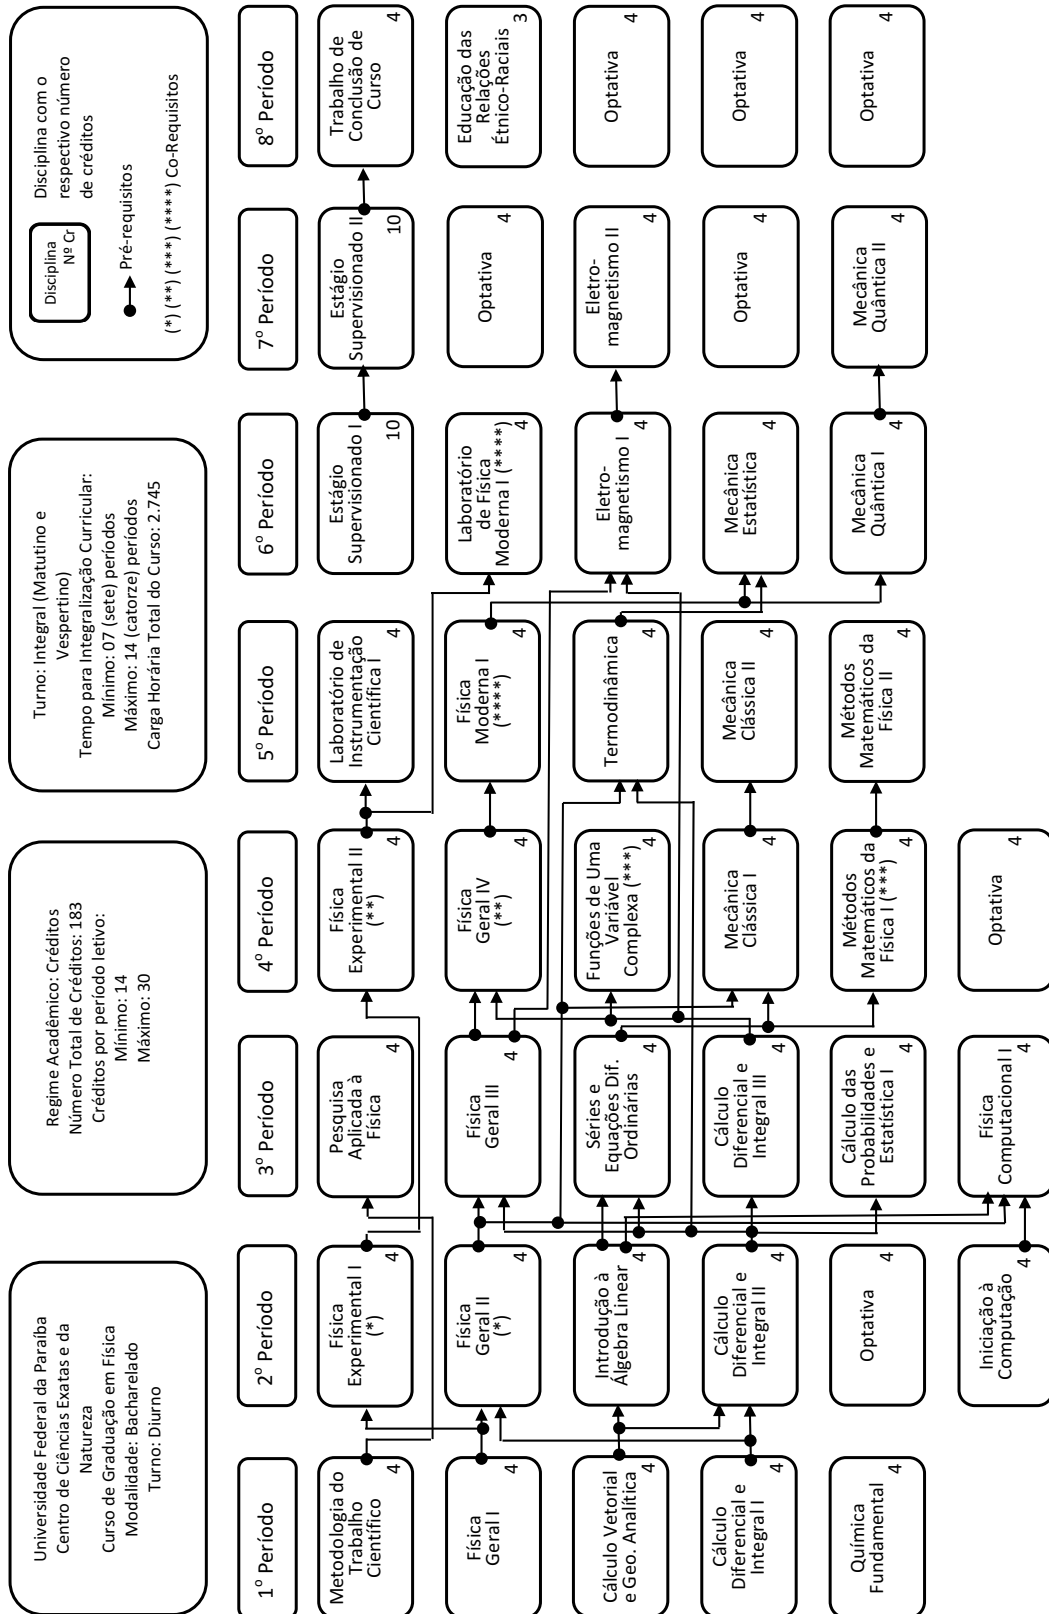 Universidade Federal da Paraíba
Centro de Ciências Exatas e da
Natureza
Curso de Graduação em Física
Modalidade: Bacharelado
Turno: Diurno
Regime Acadêmico: Créditos
Número Total de Créditos: 183
Créditos por período letivo:
Mínimo: 14
Máximo: 30
Turno: Integral (Matutino e
Vespertino)
Tempo para Integralização Curricular:
Mínimo: 07 (sete) períodos
Máximo: 14 (catorze) períodos
Carga Horária Total do Curso: 2.745
Disciplina
Nº Cr
Disciplina com o
respectivo número
de créditos
Pré-requisitos
(*) (**) (***) (****) Co-Requisitos
1º Período
2º Período
3º Período
4º Período
5º Período
6º Período
7º Período
8º Período
Metodologia do
Trabalho
Científico
4
Física
Experimental I
(*)
4
Pesquisa
Aplicada à
Física
4
Física
Experimental II
(**)
4
Laboratório de
Instrumentação
Científica I
4
Estágio
Supervisionado I
10
Estágio
Supervisionado II
10
Trabalho de
Conclusão de
Curso
4
Física
Geral I
4
Física
Geral II
(*)
4
Física
Geral III
4
Física
Geral IV
(**)
4
Física
Moderna I
(****)
4
Laboratório
de Física
Moderna I (****)
4
Optativa
4
Educação das
Relações
Étnico-Raciais
3
Cálculo Vetorial
e Geo. Analítica
4
Introdução à
Álgebra Linear
4
Séries e
Equações Dif.
Ordinárias
4
Funções de Uma
Variável
Complexa (***)
4
Termodinâmica
4
Eletro-
magnetismo I
4
Eletro-
magnetismo II
4
Optativa
4
Cálculo
Diferencial e
Integral I
4
Cálculo
Diferencial e
Integral II
4
Cálculo
Diferencial e
Integral III
4
Mecânica
Clássica I
4
Mecânica
Clássica II
4
Mecânica
Estatística
4
Optativa
4
Optativa
4
Química
Fundamental
4
Optativa
4
Cálculo das
Probabilidades e
Estatística I
4
Métodos
Matemáticos da
Física I (***)
4
Métodos
Matemáticos da
Física II
4
Mecânica
Quântica I
4
Mecânica
Quântica II
4
Optativa
4
Iniciação à
Computação
4
Física
Computacional I
4
Optativa
4